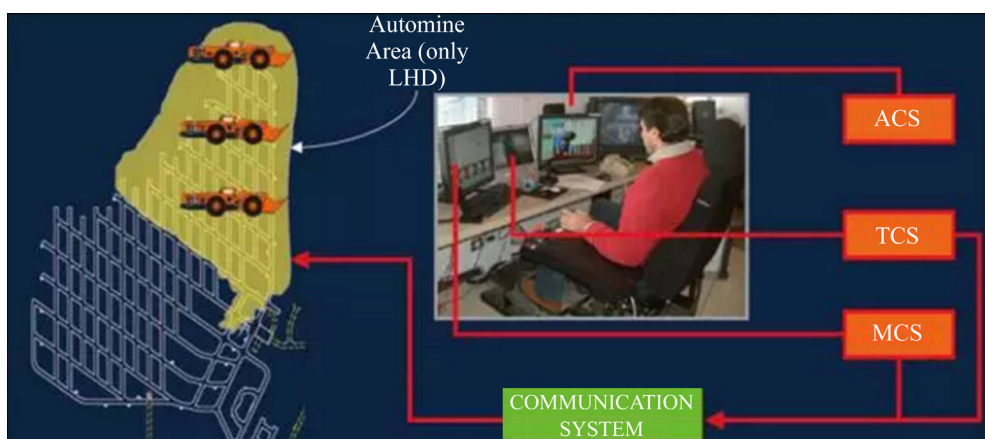 Automine
Area (only
LHD)
ACS
TCS
MCS
COMMUNICATION
SYSTEM